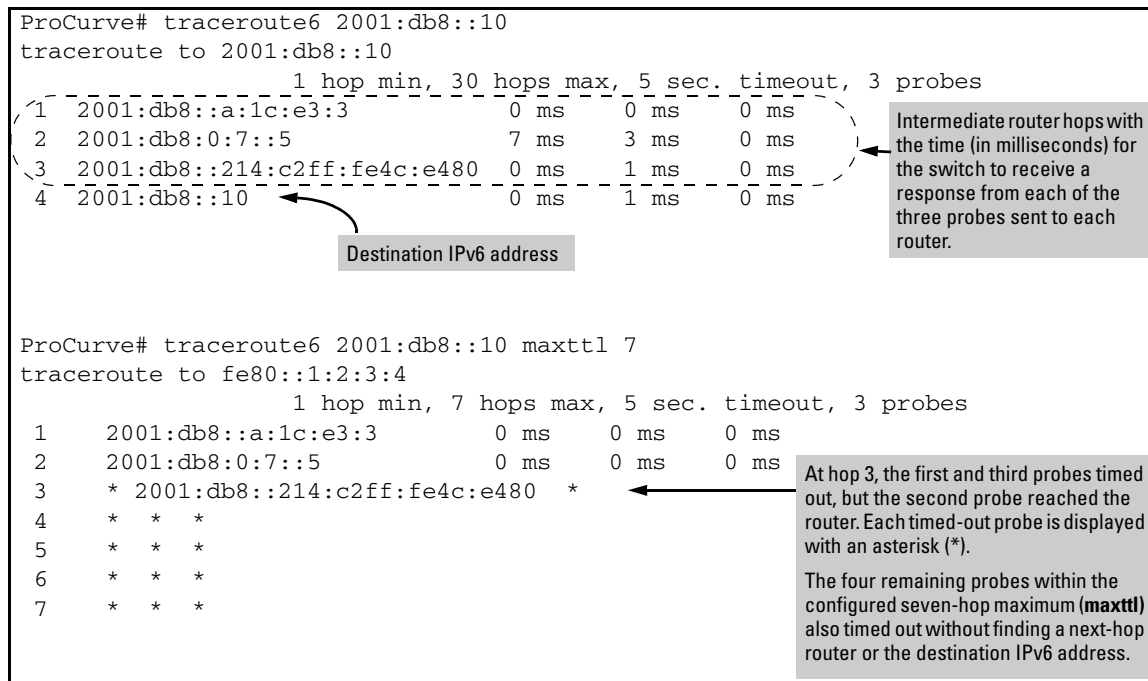 ProCurve# traceroute6 2001:db8::10
traceroute to 2001:db8::10
1 hop min, 30 hops max, 5 sec. timeout, 3 probes
1 2001:db8::a:1c:e3:3 0 ms 0 ms 0 ms
2 2001:db8:0:7::5 7 ms 3 ms 0 ms
3 2001:db8::214:c2ff:fe4c:e480 0 ms 1 ms 0 ms
4 2001:db8::10 0 ms 1 ms 0 ms
Intermediate router hops with
the time (in milliseconds) for
the switch to receive a
response from each of the
three probes sent to each
router.
Destination IPv6 address
ProCurve# traceroute6 2001:db8::10 maxttl 7
traceroute to fe80::1:2:3:4
1 hop min, 7 hops max, 5 sec. timeout, 3 probes
1 2001:db8::a:1c:e3:3 0 ms 0 ms 0 ms
2 2001:db8:0:7::5 0 ms 0 ms 0 ms
3 * 2001:db8::214:c2ff:fe4c:e480 *
4 * * *
5 * * *
6 * * *
7 * * *
At hop 3, the first and third probes timed
out, but the second probe reached the
router. Each timed-out probe is displayed
with an asterisk (*).
The four remaining probes within the
configured seven-hop maximum (maxttl)
also timed out without finding a next-hop
router or the destination IPv6 address.